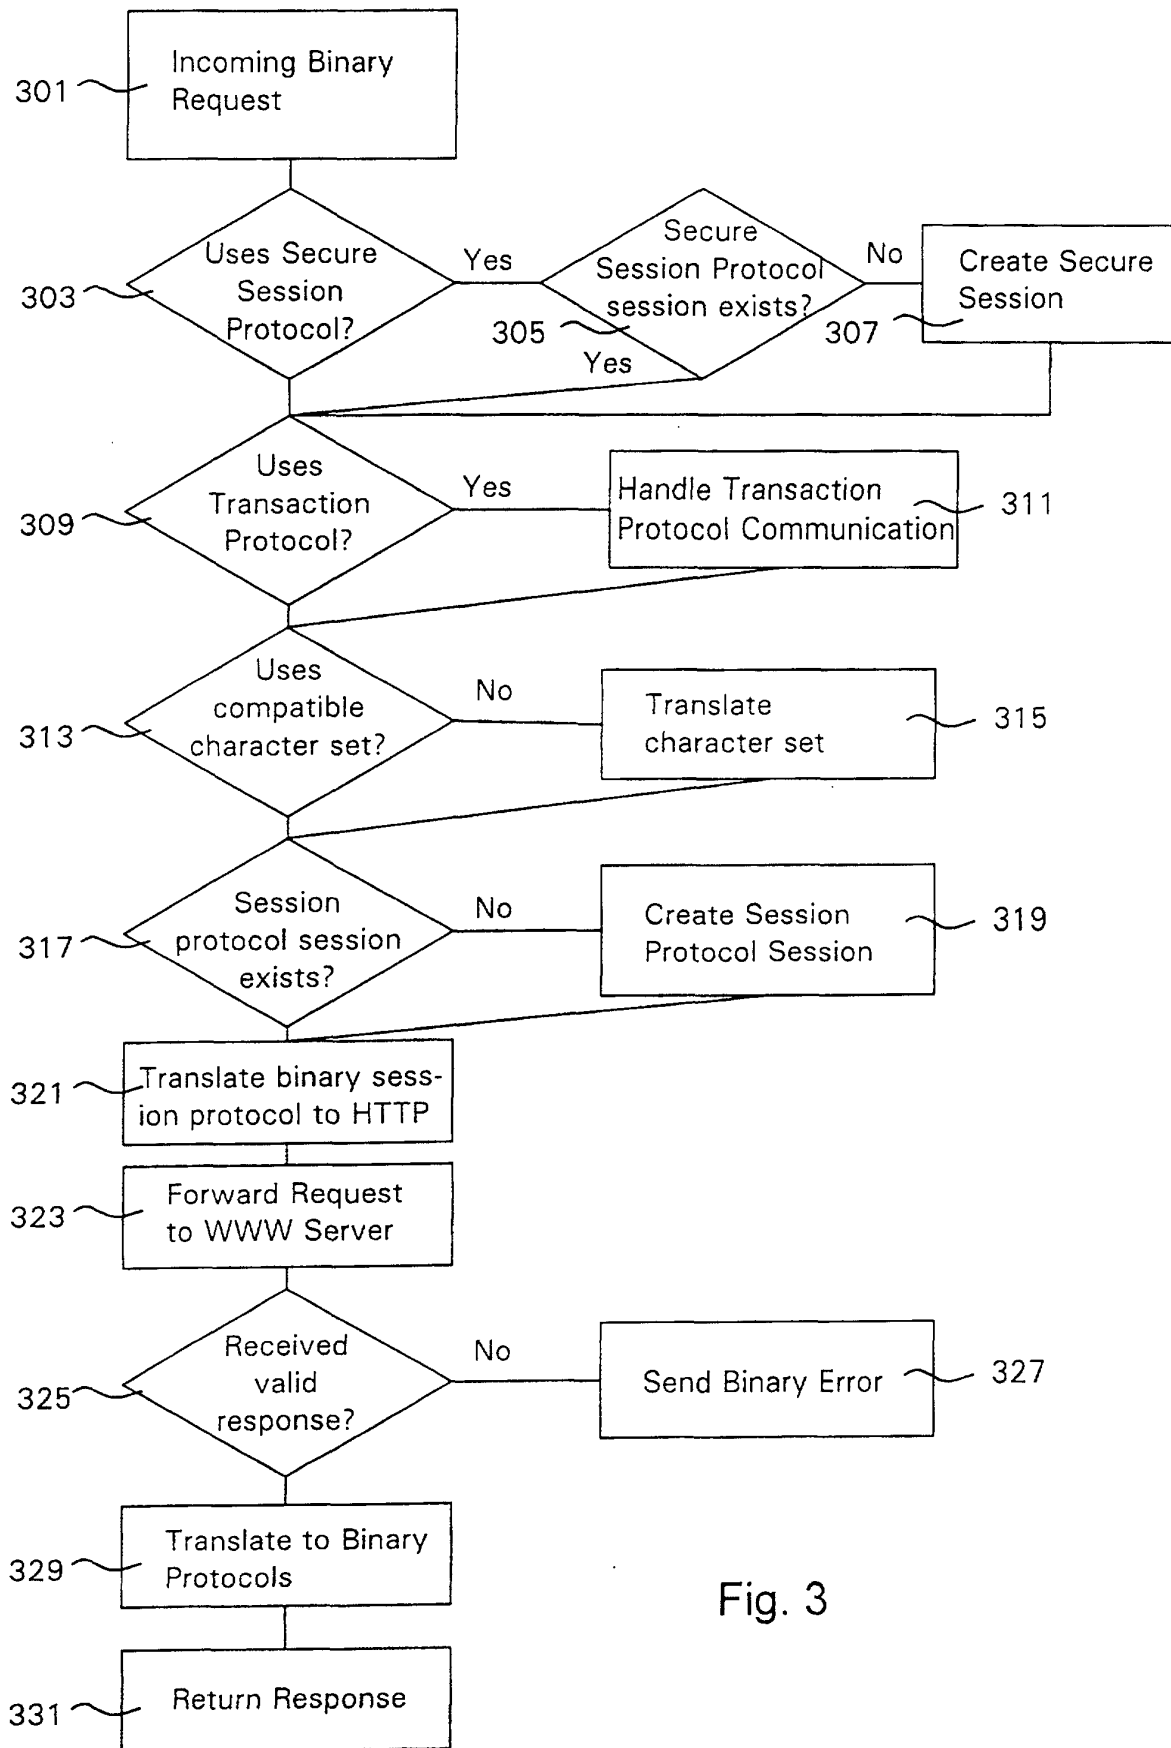 Incoming Binary
Request
301
Uses Secure
Session
Protocol?
303
Yes
Secure
Session Protocol
session exists?
305
Yes
No
Create Secure
Session
307
Uses
Transaction
Protocol?
309
Yes
Handle Transaction
Protocol Communication
311
Uses
compatible
character set?
313
No
Translate
character set
315
Session
protocol session
exists?
317
No
Create Session
Protocol Session
319
Translate binary sess-
ion protocol to HTTP
321
Forward Request
to WWW Server
323
Received
valid
response?
325
No
Send Binary Error
327
Translate to Binary
Protocols
329
Return Response
331
Fig. 3